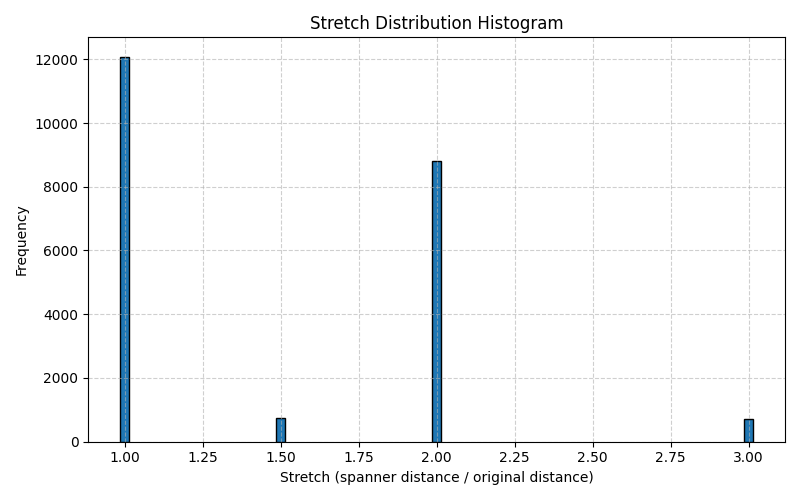 Stretch Distribution Histogram
Frequency
12000
10000
8000
6000
4000
2000
0
1.00 1.25 1.50 1.75 2.00 2.25 2.50 2.75 3.00
Stretch (spanner distance / original distance)